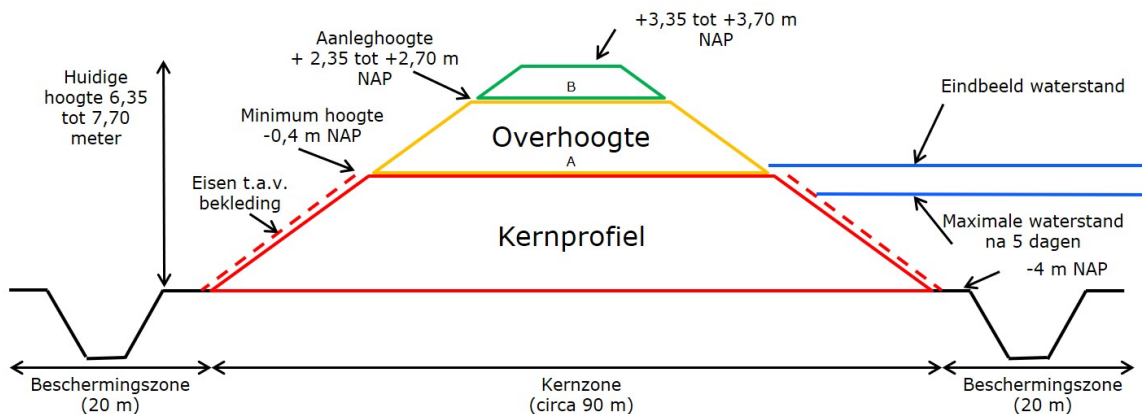 +3,35 tot +3,70 m
NAP
Aanleghoogte
+ 2,35 tot +2,70 m
NAP
Huidige
hoogte 6,35
tot 7,70
meter
B
Eindbeeld waterstand
Minimum hoogte
-0,4 m NAP
Overhoogte
A
Eisen t.a.v.
bekleding
Kernprofiel
Maximale waterstand
na 5 dagen
-4 m NAP
Beschermingszone
(20 m)
Kernzone
(circa 90 m)
Beschermingszone
(20 m)